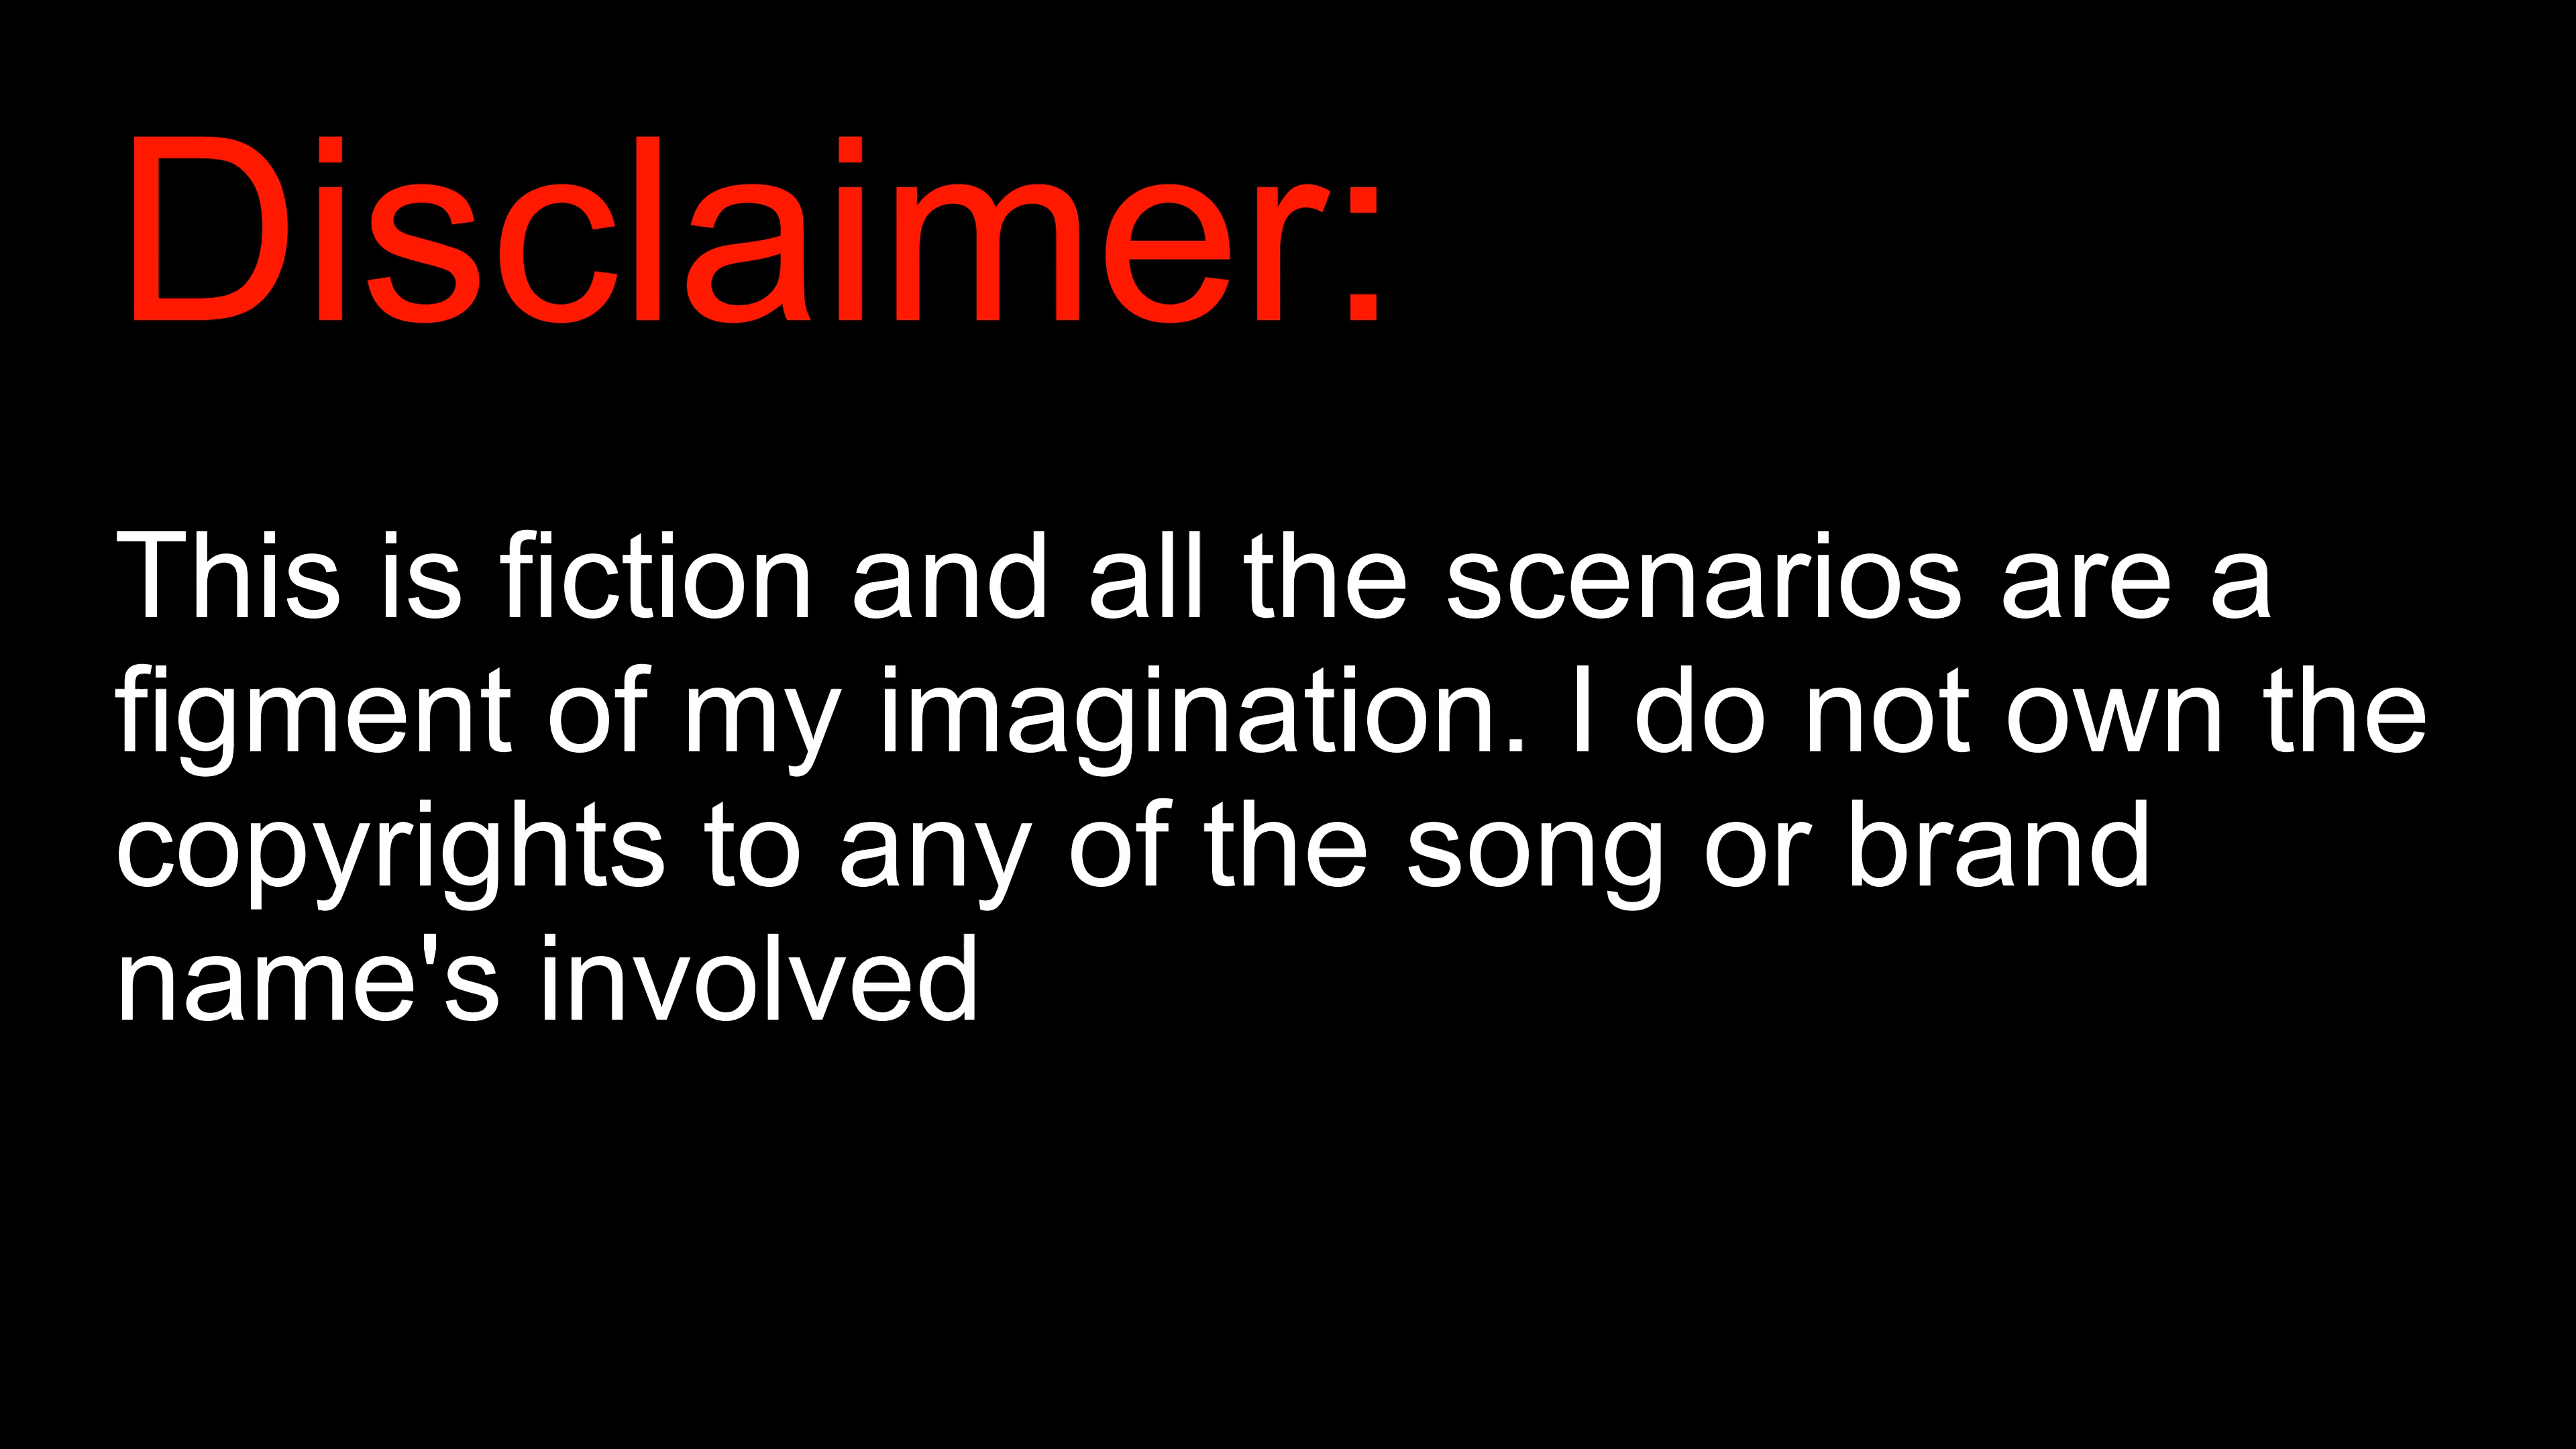 Disclaimer:
This is fiction and all the scenarios are a
figment of my imagination. I do not own the
copyrights to any of the song or brand
name's involved